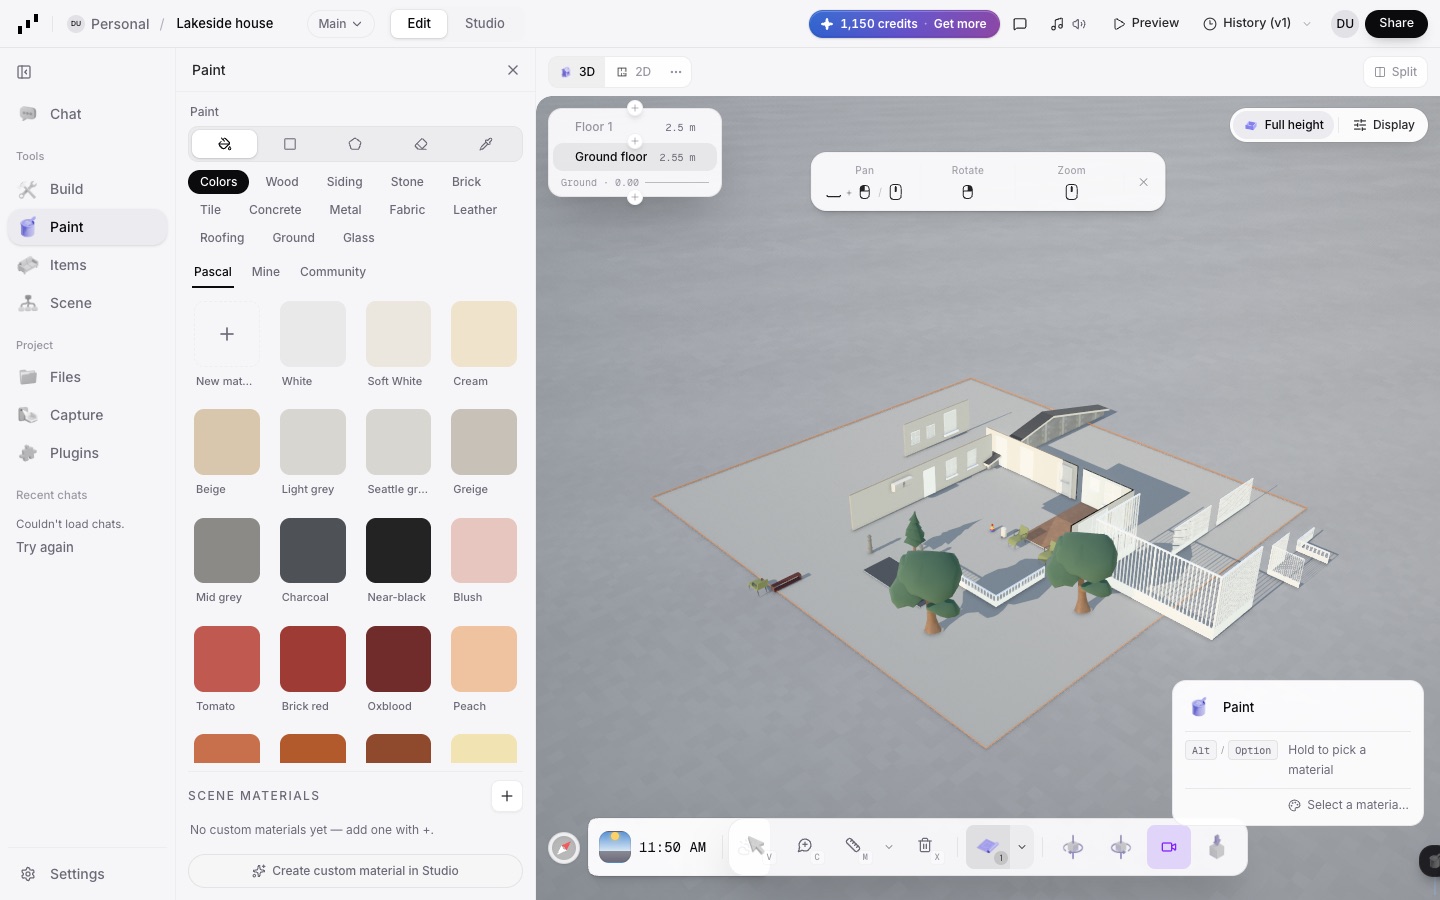 DU Personal / Lakeside house
Main
Edit
Studio
1,150 credits · Get more
Preview
History (v1)
DU
Share
Chat
Tools
Build
Paint
Items
Scene
Project
Files
Capture
Plugins
Recent chats
Couldn't load chats.
Try again
Settings
Paint
Paint
Colors
Wood
Siding
Stone
Brick
Tile
Concrete
Metal
Fabric
Leather
Roofing
Ground
Glass
Pascal
Mine
Community
New mat...
White
Soft White
Cream
Beige
Light grey
Seattle gr...
Greige
Mid grey
Charcoal
Near-black
Blush
Tomato
Brick red
Oxblood
Peach
SCENE MATERIALS
No custom materials yet — add one with +.
Create custom material in Studio
3D
2D
Split
Floor 1 2.5 m
Ground floor 2.55 m
Ground · 0.00
Pan
Rotate
Zoom
+ /
Full height
Display
Paint
Alt / Option
Hold to pick a
material
Select a materia...
11:50 AM
V
C
M
X
1